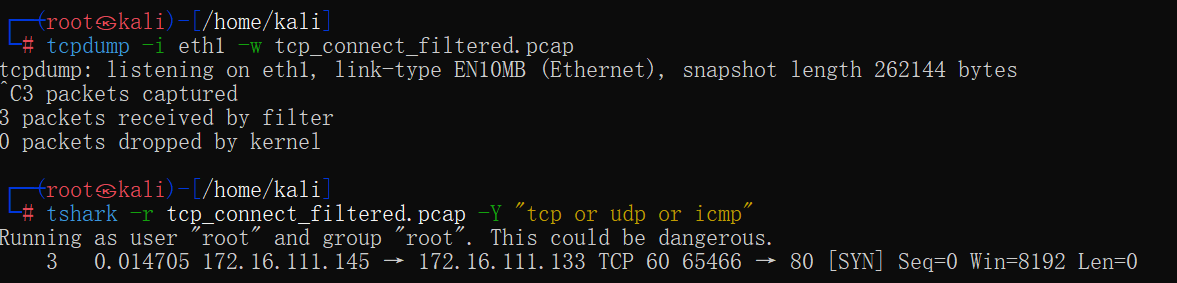 ┌──(root㉿kali)-[/home/kali]
└─# tcpdump -i eth1 -w tcp_connect_filtered.pcap
tcpdump: listening on eth1, link-type EN10MB (Ethernet), snapshot length 262144 bytes
^C3 packets captured
3 packets received by filter
0 packets dropped by kernel
┌──(root㉿kali)-[/home/kali]
└─# tshark -r tcp_connect_filtered.pcap -Y "tcp or udp or icmp"
Running as user "root" and group "root". This could be dangerous.
3 0.014705 172.16.111.145 → 172.16.111.133 TCP 60 65466 → 80 [SYN] Seq=0 Win=8192 Len=0